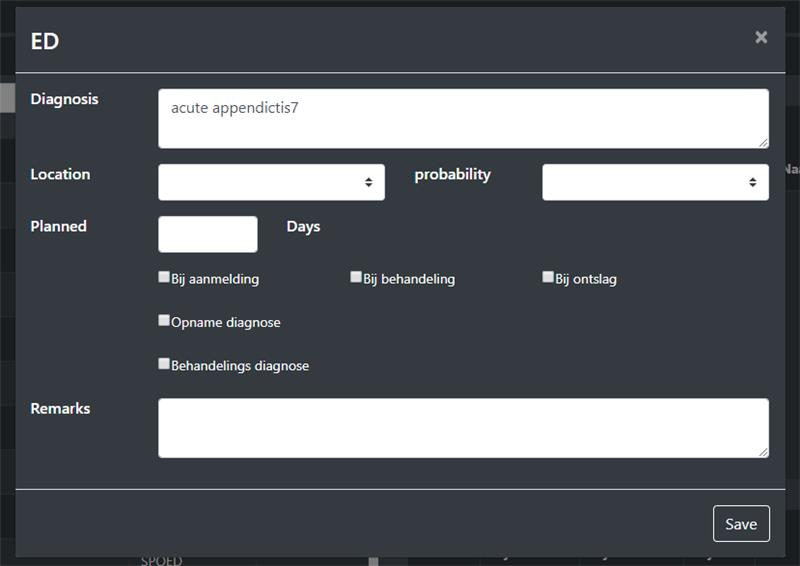 ED ×
Diagnosis acute appendictis7
Location probability
Planned Days
Bij aanmelding Bij behandeling Bij ontslag
Opname diagnose
Behandelings diagnose
Remarks
Save
SPOED